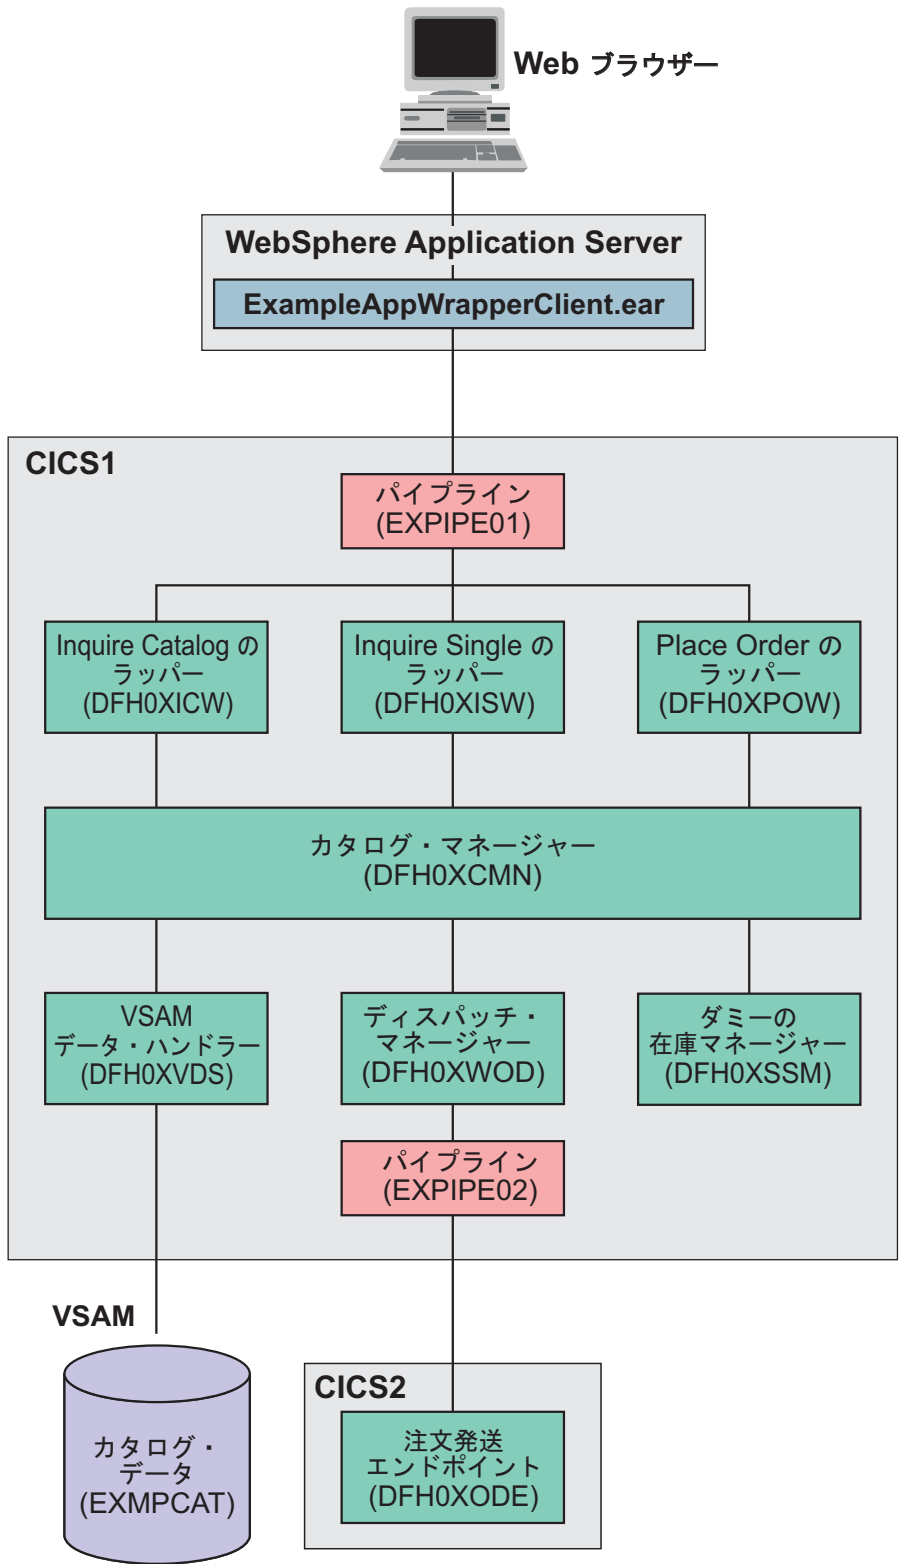 Web ブラウザー
WebSphere Application Server
ExampleAppWrapperClient.ear
CICS1
パイプライン
(EXPIPE01)
Inquire Catalog の
ラッパー
(DFH0XICW)
Inquire Single の
ラッパー
(DFH0XISW)
Place Order の
ラッパー
(DFH0XPOW)
カタログ・マネージャー
(DFH0XCMN)
VSAM
データ・ハンドラー
(DFH0XVDS)
ディスパッチ・
マネージャー
(DFH0XWOD)
ダミーの
在庫マネージャー
(DFH0XSSM)
パイプライン
(EXPIPE02)
VSAM
カタログ・
データ
(EXMPCAT)
CICS2
注文発送
エンドポイント
(DFH0XODE)